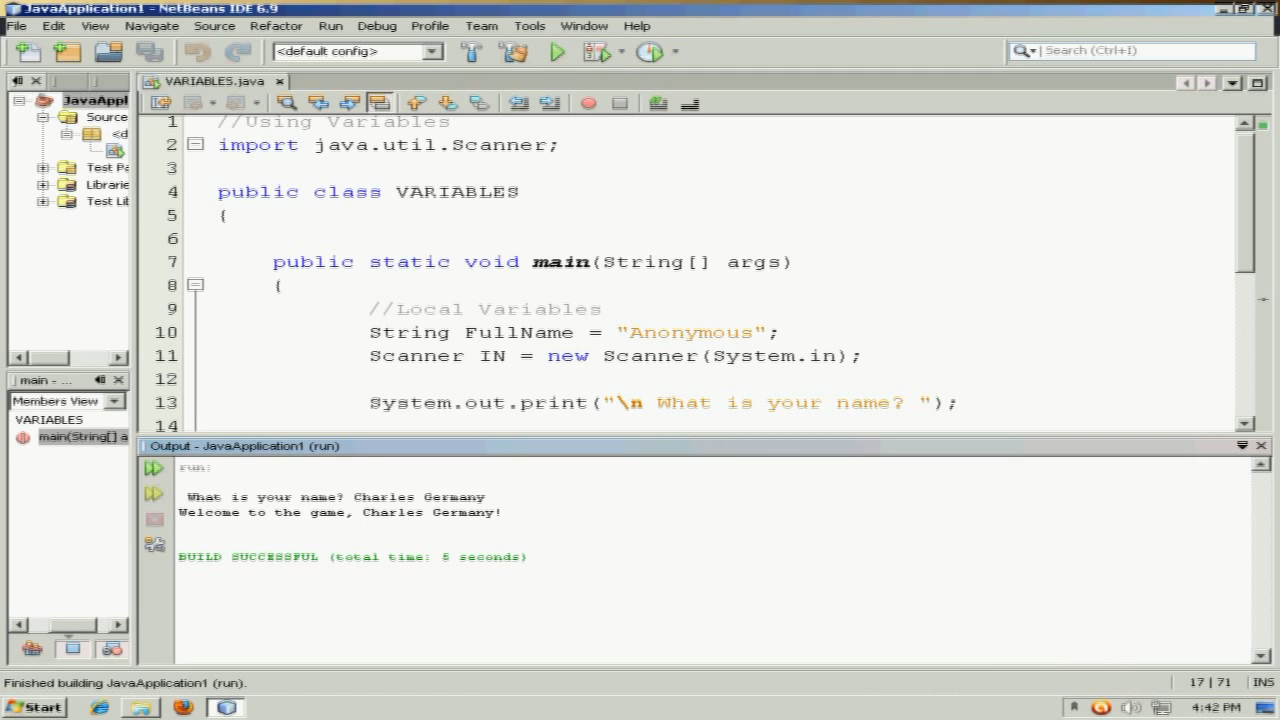 JavaApplication1 - NetBeans IDE 6.9
File Edit View Navigate Source Refactor Run Debug Profile Team Tools Window Help
<default config>
Search (Ctrl+I)
VARIABLES.java
JavaAppl
Source
<d
Test Pa
Librarie
Test Lib
1 //Using Variables
2 import java.util.Scanner;
3
4 public class VARIABLES
5 {
6
7 public static void main(String[] args)
8 {
9 //Local Variables
10 String FullName = "Anonymous";
11 Scanner IN = new Scanner(System.in);
12
13 System.out.print("\n What is your name? ");
14
main - ...
Members View
VARIABLES
main(String[] a
Output - JavaApplication1 (run)
run:
What is your name? Charles Germany
Welcome to the game, Charles Germany!
BUILD SUCCESSFUL (total time: 5 seconds)
Finished building JavaApplication1 (run).
17 | 71 INS
Start
4:42 PM